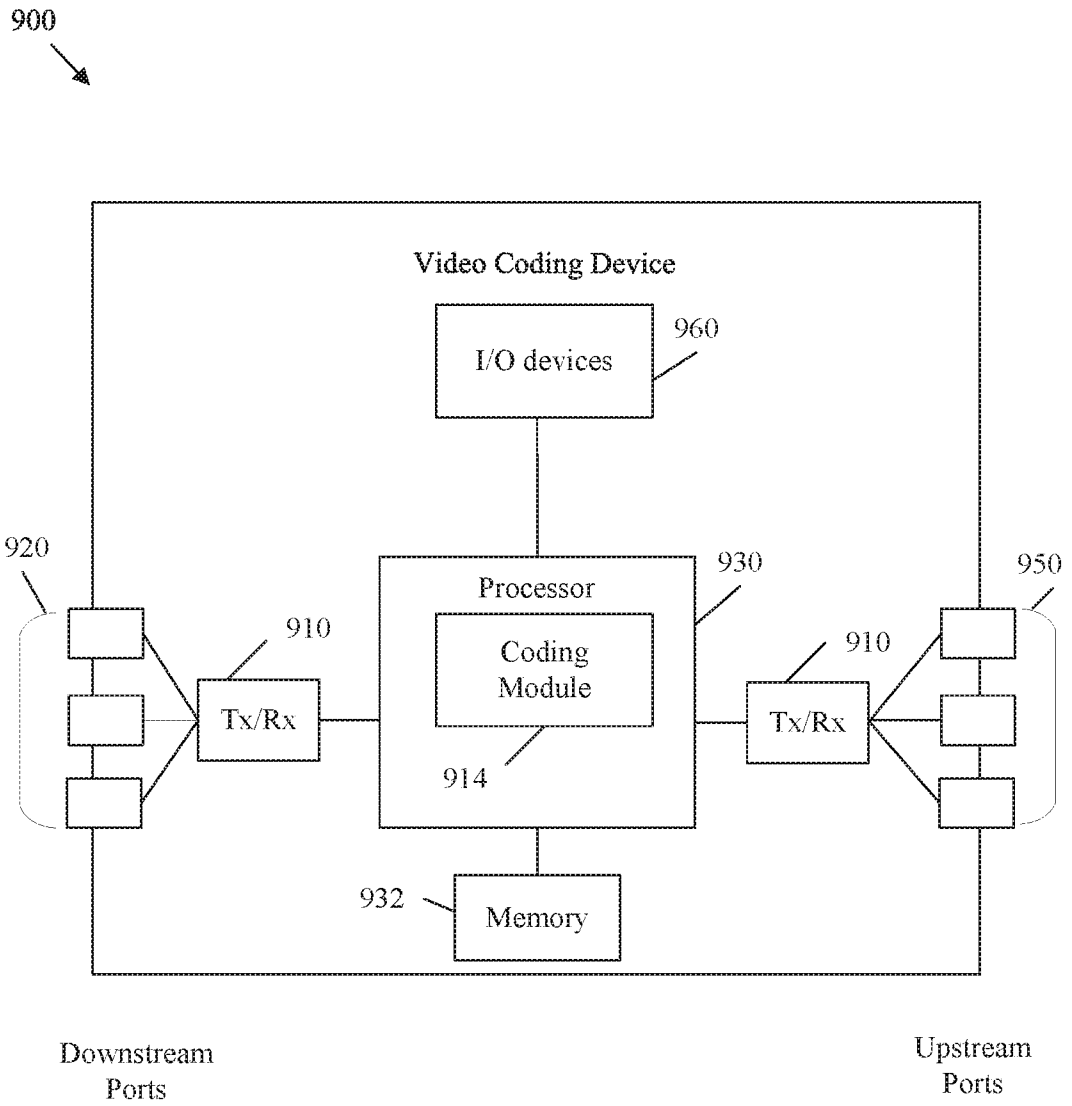 900
Video Coding Device
960
I/O devices
920
930
950
Processor
910
910
Coding
Module
Tx/Rx
Tx/Rx
914
932
Memory
Downstream
Ports
Upstream
Ports